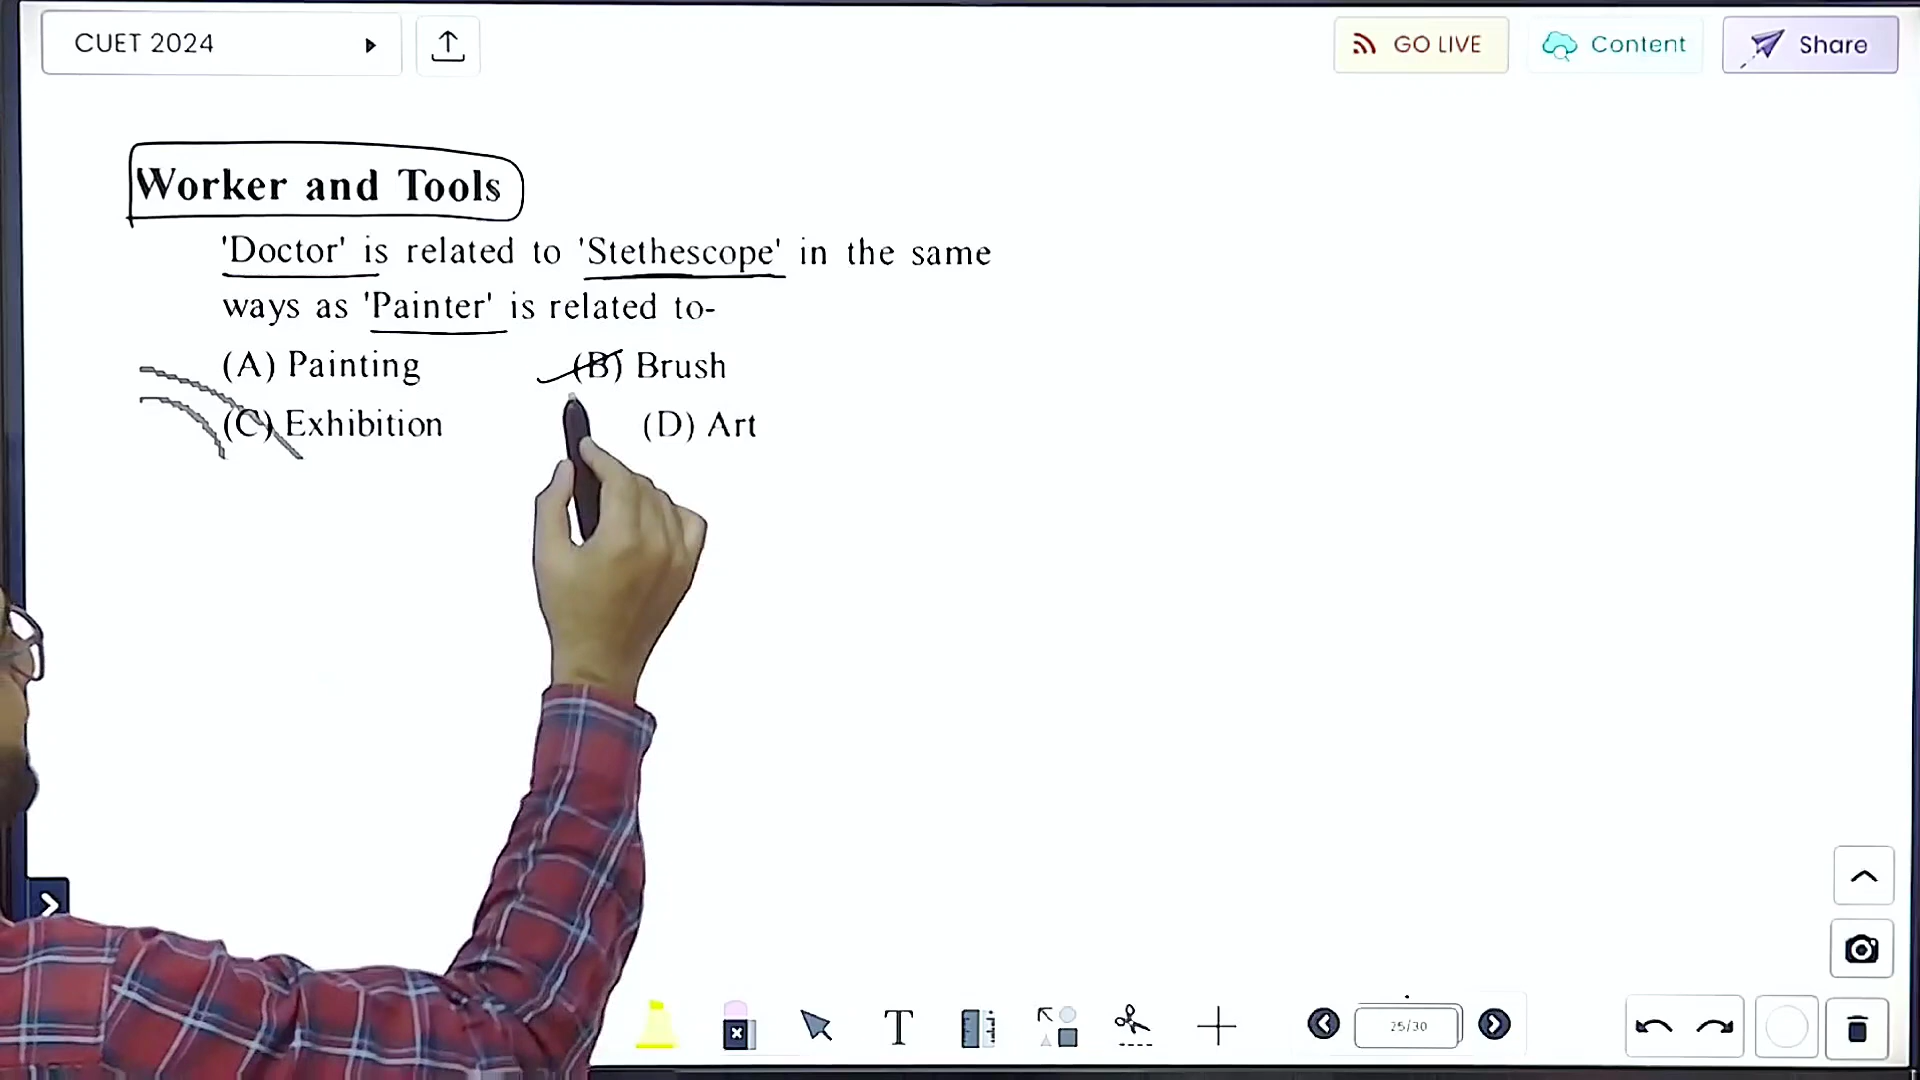 CUET 2024
GO LIVE
Content
Share
Worker and Tools
'Doctor' is related to 'Stethescope' in the same
ways as 'Painter' is related to-
(A) Painting (B) Brush
(C) Exhibition (D) Art
T
25/30